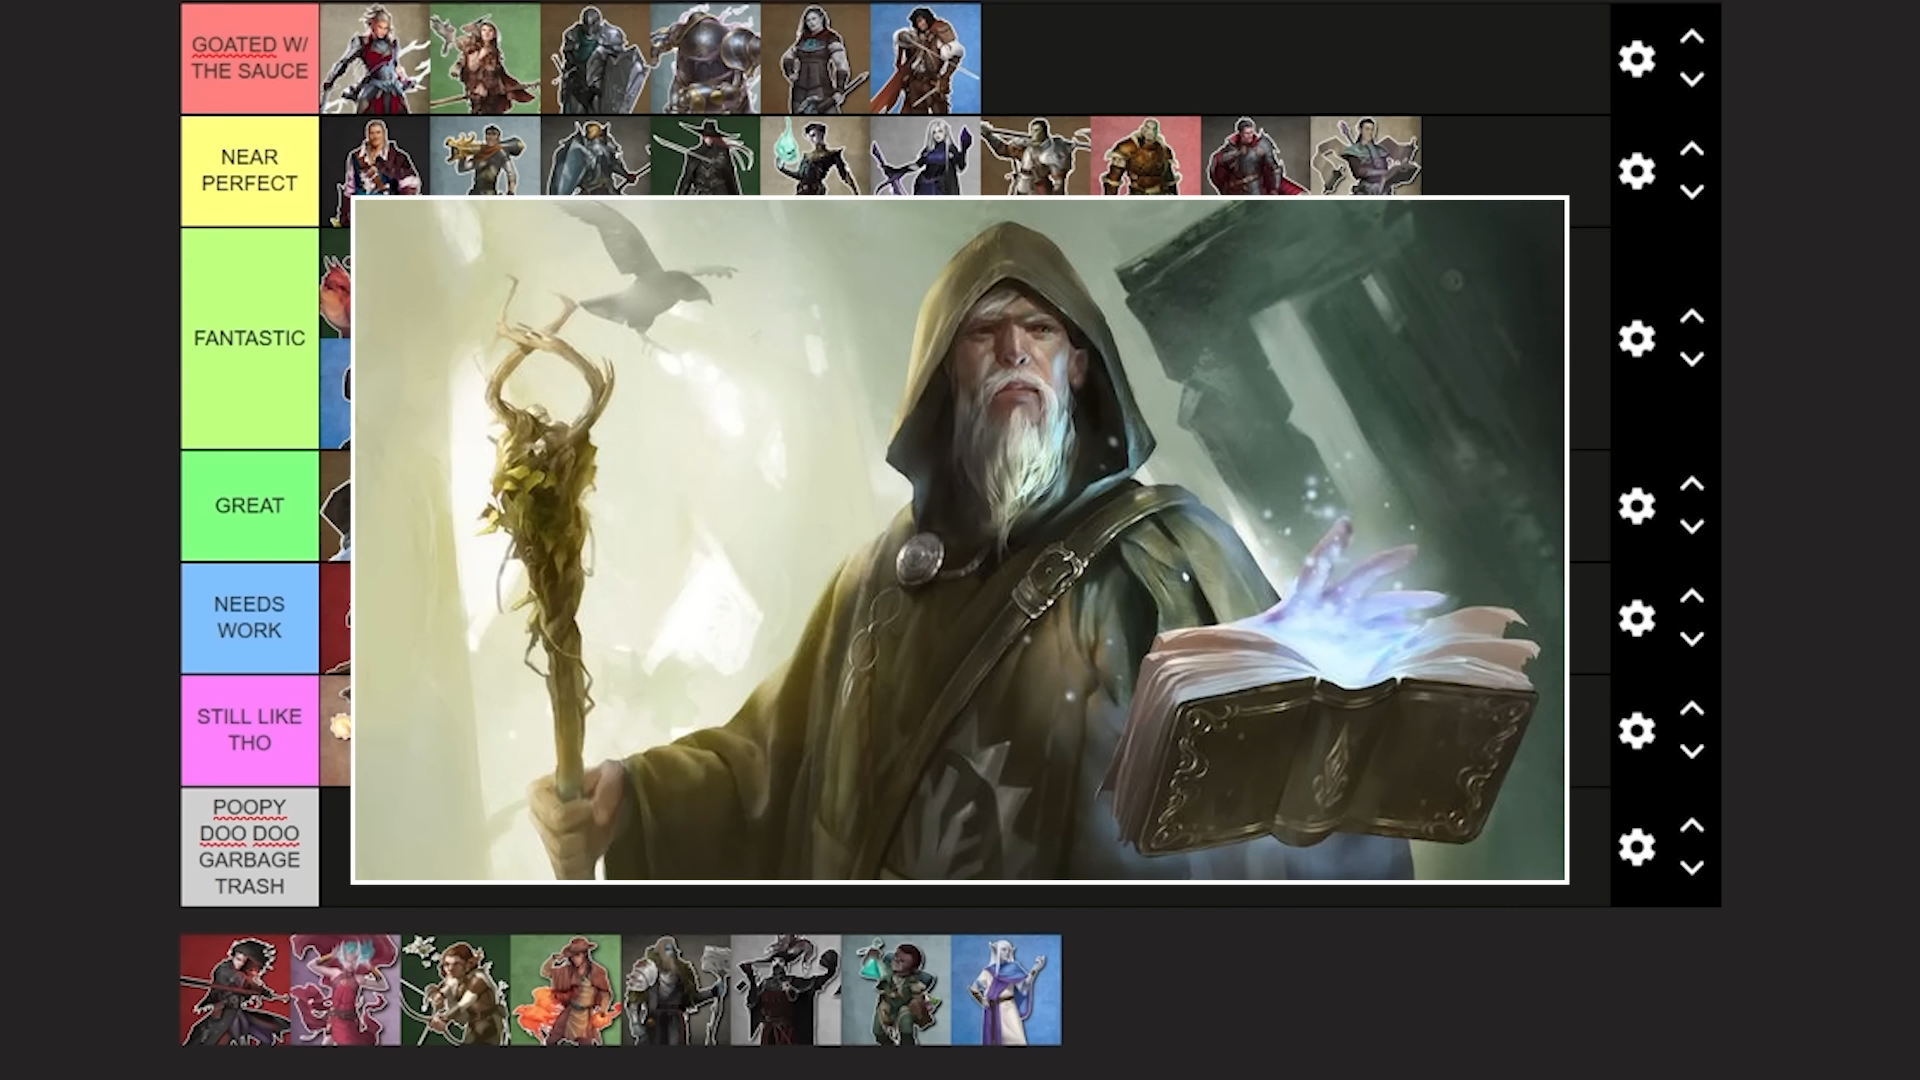 GOATED W/
THE SAUCE
NEAR
PERFECT
FANTASTIC
GREAT
NEEDS
WORK
STILL LIKE
THO
POOPY
DOO DOO
GARBAGE
TRASH